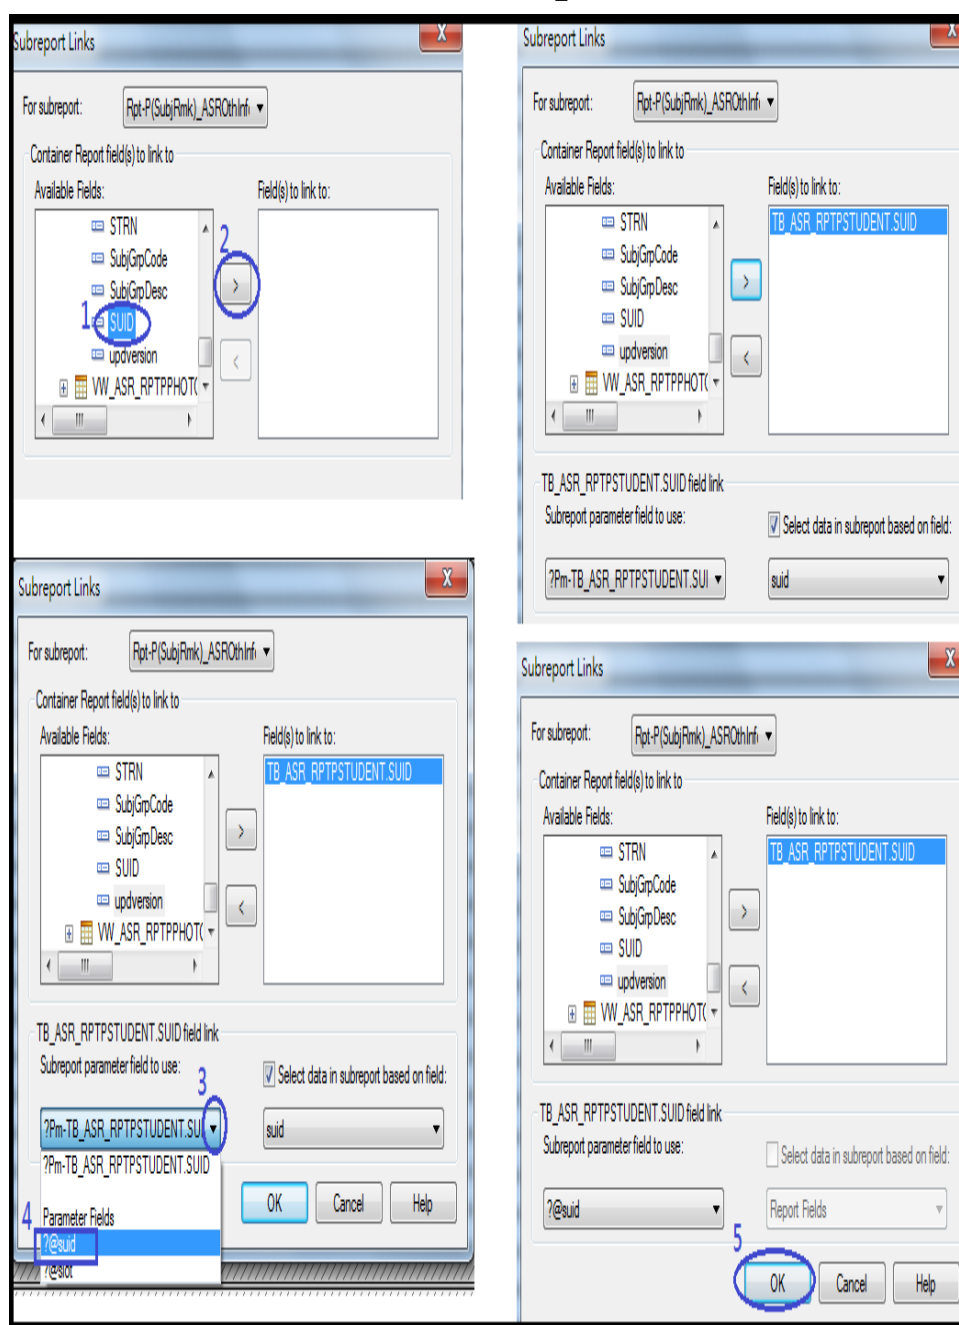 Subreport Links
X
For subreport:
Rpt-P(SubjRmk)_ASROthInf
Container Report field(s) to link to
Available Fields:
Field(s) to link to:
STRN
2
SubjGrpCode
SubjGrpDesc
>
1
SUID
updversion
<
VW_ASR_RPTPPHOTO
Subreport Links
X
For subreport:
Rpt-P(SubjRmk)_ASROthInf
Container Report field(s) to link to
Available Fields:
Field(s) to link to:
STRN
TB_ASR_RPTPSTUDENT.SUID
SubjGrpCode
SubjGrpDesc
>
SUID
updversion
<
VW_ASR_RPTPPHOTO
TB_ASR_RPTPSTUDENT.SUID field link
Subreport parameter field to use:
Select data in subreport based on field:
?Pm-TB_ASR_RPTPSTUDENT.SUI
suid
Subreport Links
X
For subreport:
Rpt-P(SubjRmk)_ASROthInf
Container Report field(s) to link to
Available Fields:
Field(s) to link to:
STRN
TB_ASR_RPTPSTUDENT.SUID
SubjGrpCode
SubjGrpDesc
>
SUID
updversion
<
VW_ASR_RPTPPHOTO
TB_ASR_RPTPSTUDENT.SUID field link
Subreport parameter field to use:
3
Select data in subreport based on field:
?Pm-TB_ASR_RPTPSTUDENT.SU
suid
?Pm-TB_ASR_RPTPSTUDENT.SUID
OK
Cancel
Help
4
Parameter Fields
?@suid
?@slot
Subreport Links
X
For subreport:
Rpt-P(SubjRmk)_ASROthInf
Container Report field(s) to link to
Available Fields:
Field(s) to link to:
STRN
TB_ASR_RPTPSTUDENT.SUID
SubjGrpCode
SubjGrpDesc
>
SUID
updversion
<
VW_ASR_RPTPPHOTO
TB_ASR_RPTPSTUDENT.SUID field link
Subreport parameter field to use:
Select data in subreport based on field:
?@suid
Report Fields
5
OK
Cancel
Help